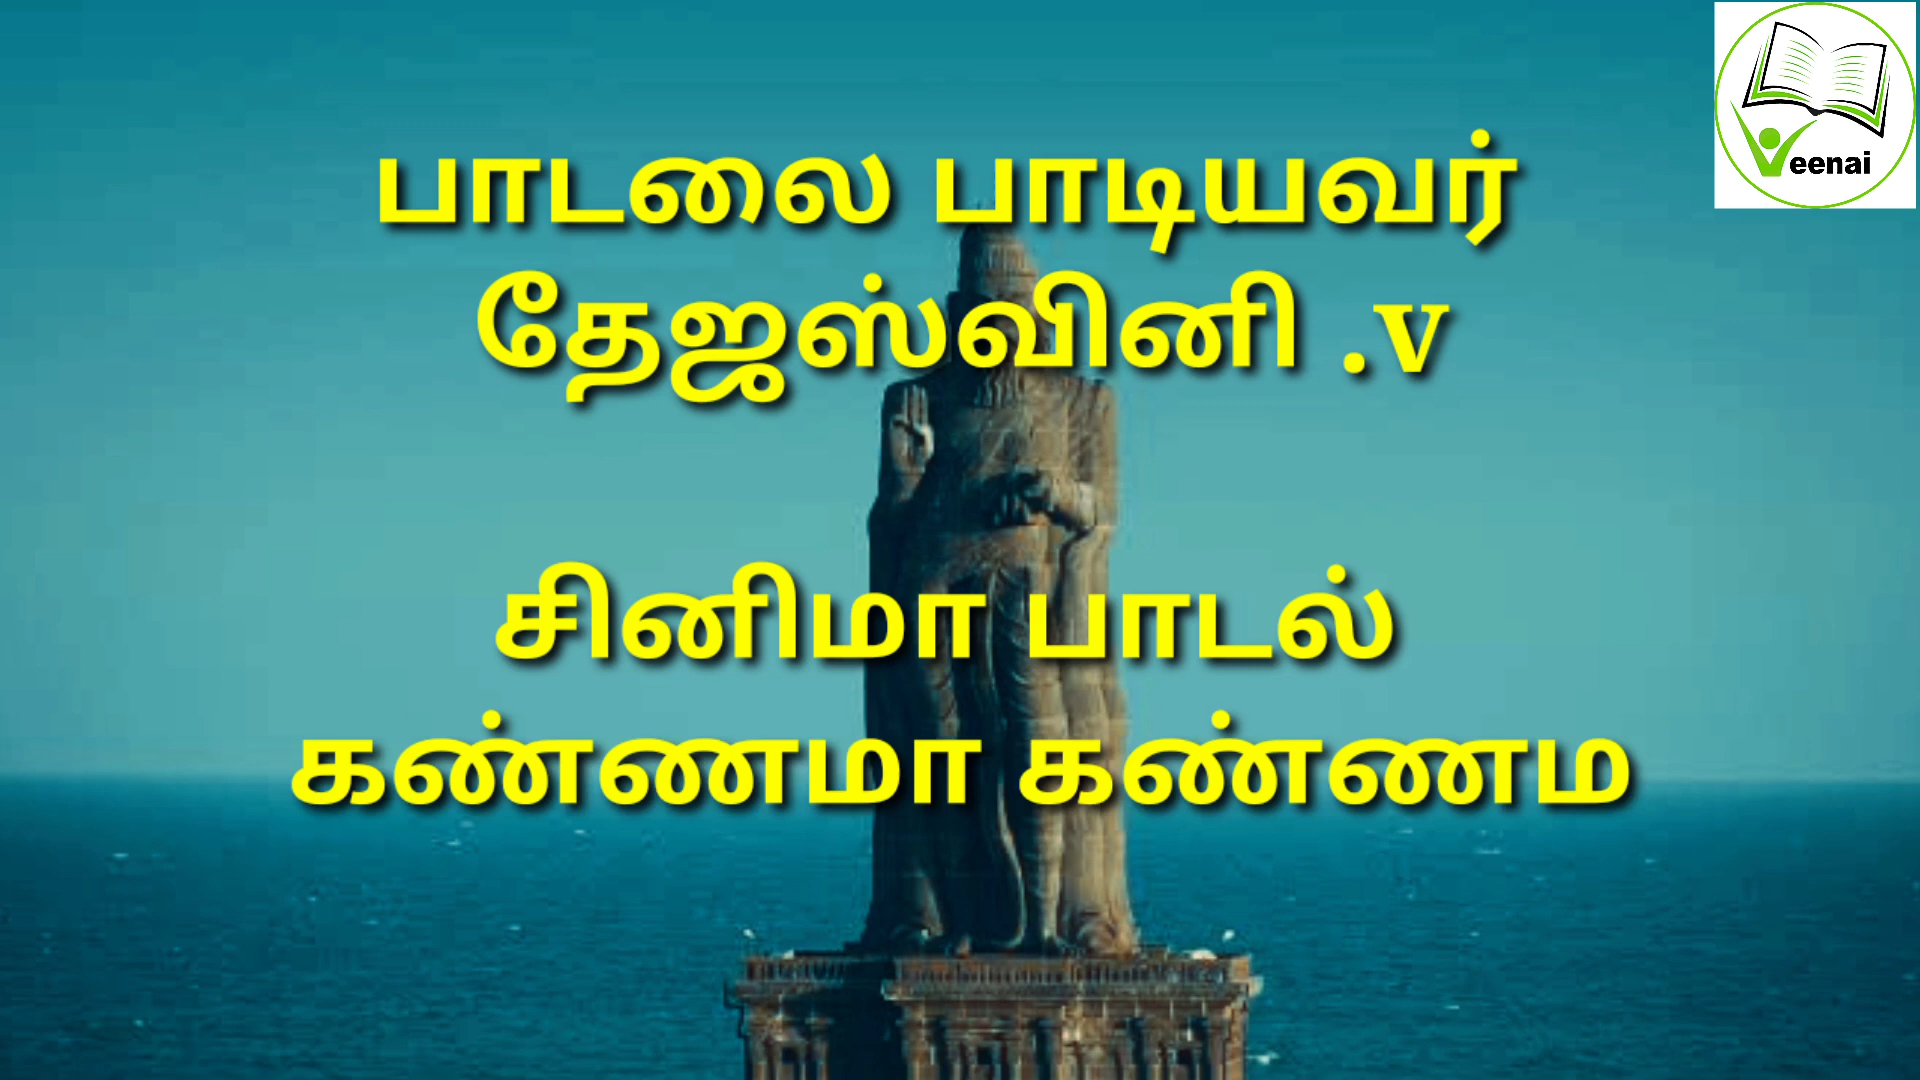 Veenai
பாடலை பாடியவர்
தேஜஸ்வினி .v
சினிமா பாடல்
கண்ணமா கண்ணம